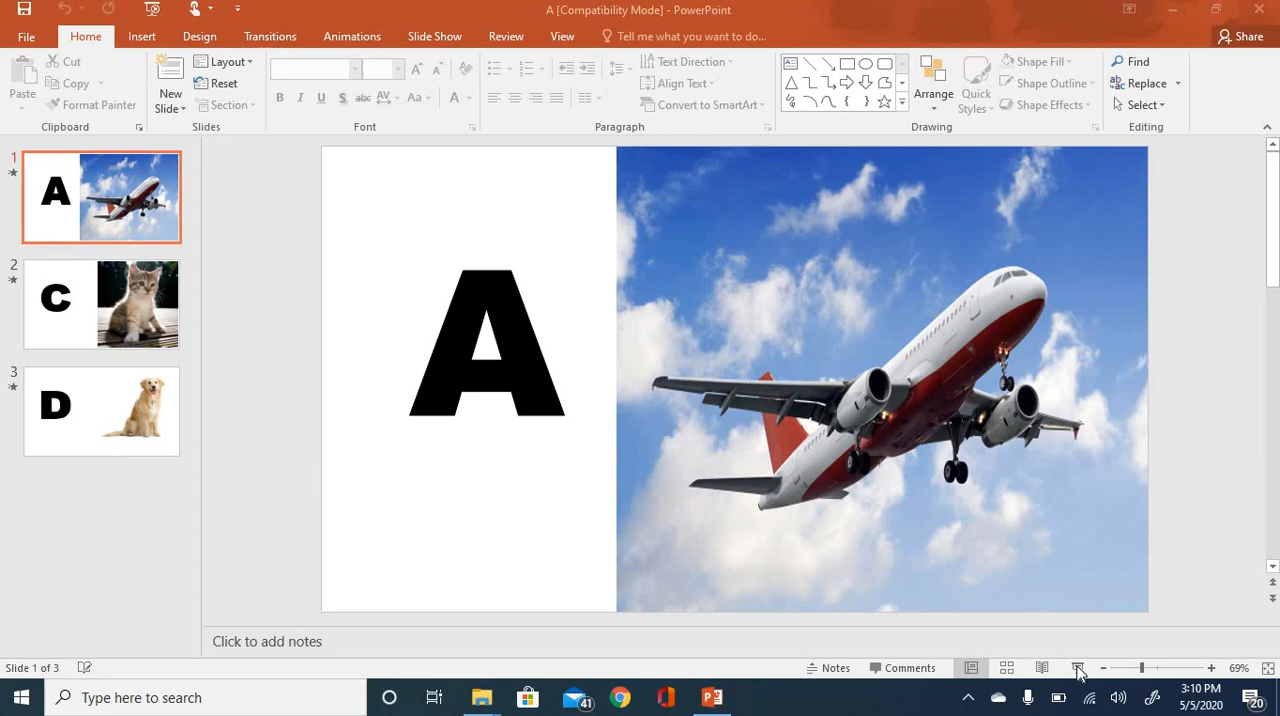 A [Compatibility Mode] - PowerPoint
File Home Insert Design Transitions Animations Slide Show Review View Tell me what you want to do... Share
Paste
Cut
Copy
Format Painter
Clipboard
New Slide
Layout
Reset
Section
Slides
B I U S abc AV Aa A
Font
Text Direction
Align Text
Convert to SmartArt
Paragraph
Arrange
Quick Styles
Shape Fill
Shape Outline
Shape Effects
Drawing
Find
Replace
Select
Editing
1
A
2
C
3
D
A
Click to add notes
Slide 1 of 3 Notes Comments 69%
Type here to search
41
3:10 PM
5/5/2020
20